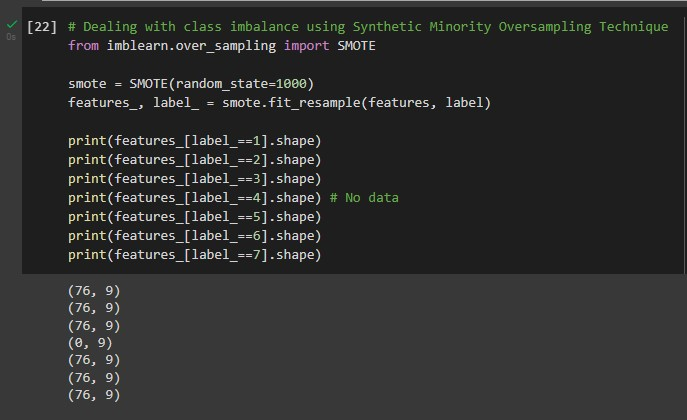 [22] # Dealing with class imbalance using Synthetic Minority Oversampling Technique
0s
from imblearn.over_sampling import SMOTE
smote = SMOTE(random_state=1000)
features_, label_ = smote.fit_resample(features, label)
print(features_[label_==1].shape)
print(features_[label_==2].shape)
print(features_[label_==3].shape)
print(features_[label_==4].shape) # No data
print(features_[label_==5].shape)
print(features_[label_==6].shape)
print(features_[label_==7].shape)
(76, 9)
(76, 9)
(76, 9)
(0, 9)
(76, 9)
(76, 9)
(76, 9)